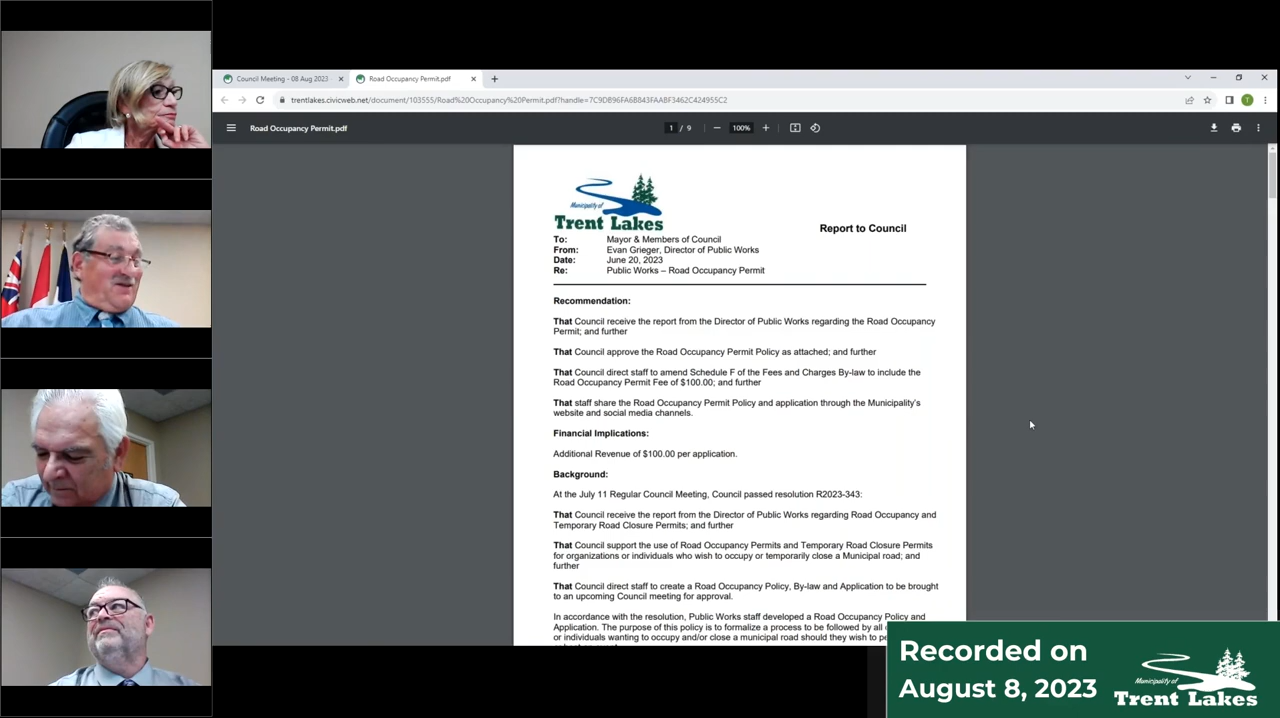 Council Meeting - 08 Aug 2023
Road Occupancy Permit.pdf
trentlakes.civicweb.net/document/103555/Road%20Occupancy%20Permit.pdf?handle=7C9DB96FA6B843FAABF3462C424955C2
T
Road Occupancy Permit.pdf
1 / 9
100%
Municipality of
Trent Lakes
Report to Council
To: Mayor & Members of Council
From: Evan Grieger, Director of Public Works
Date: June 20, 2023
Re: Public Works – Road Occupancy Permit
Recommendation:
That Council receive the report from the Director of Public Works regarding the Road Occupancy
Permit; and further
That Council approve the Road Occupancy Permit Policy as attached; and further
That Council direct staff to amend Schedule F of the Fees and Charges By-law to include the
Road Occupancy Permit Fee of $100.00; and further
That staff share the Road Occupancy Permit Policy and application through the Municipality's
website and social media channels.
Financial Implications:
Additional Revenue of $100.00 per application.
Background:
At the July 11 Regular Council Meeting, Council passed resolution R2023-343:
That Council receive the report from the Director of Public Works regarding Road Occupancy and
Temporary Road Closure Permits; and further
That Council support the use of Road Occupancy Permits and Temporary Road Closure Permits
for organizations or individuals who wish to occupy or temporarily close a Municipal road; and
further
That Council direct staff to create a Road Occupancy Policy, By-law and Application to be brought
to an upcoming Council meeting for approval.
In accordance with the resolution, Public Works staff developed a Road Occupancy Policy and
Application. The purpose of this policy is to formalize a process to be followed by all
or individuals wanting to occupy and/or close a municipal road should they wish to
Recorded on
August 8, 2023
Municipality of
Trent Lakes